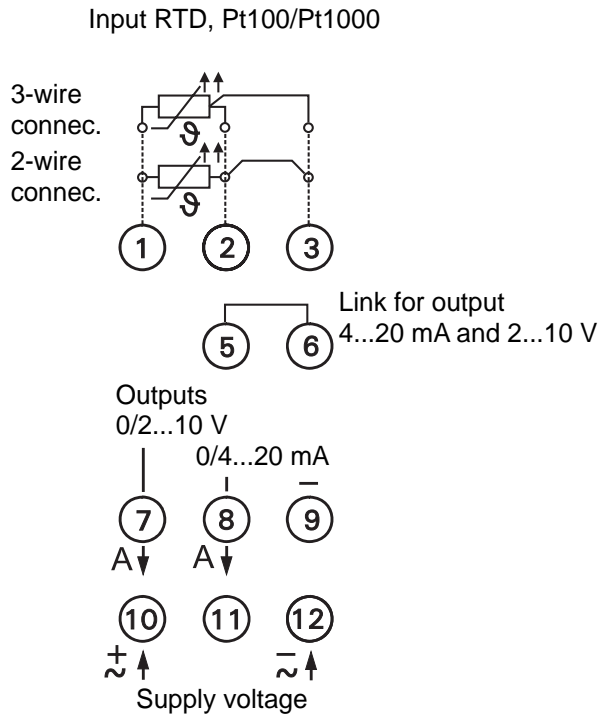 Input RTD, Pt100/Pt1000
3-wire
connec.
ϑ
2-wire
connec.
ϑ
1 2 3
Link for output
4...20 mA and 2...10 V
5 6
Outputs
0/2...10 V
0/4...20 mA
–
7 8 9
A A
10 11 12
+ –
~ ~
Supply voltage